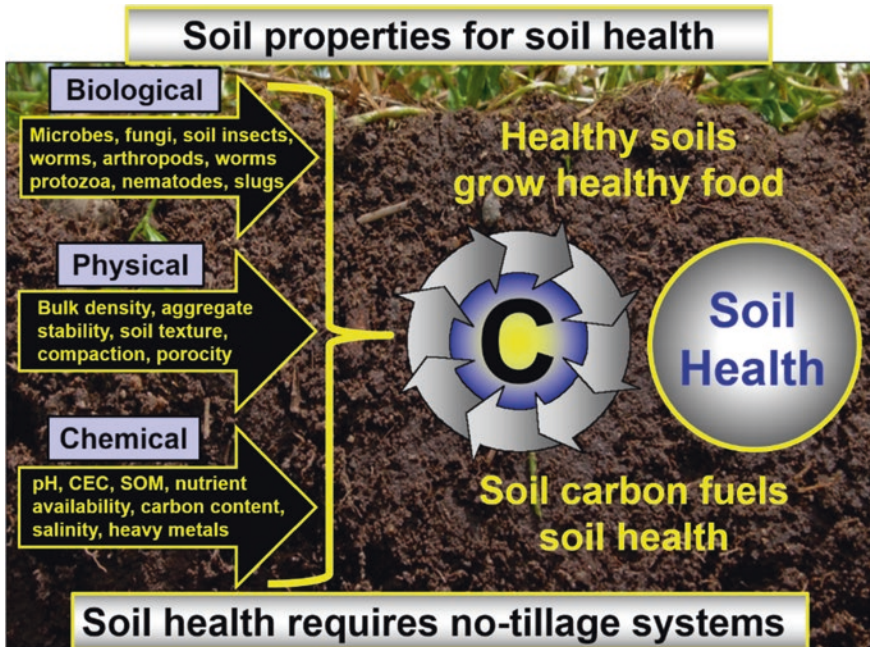 Soil properties for soil health
Biological
Microbes, fungi, soil insects,
worms, arthropods, worms
protozoa, nematodes, slugs
Physical
Bulk density, aggregate
stability, soil texture,
compaction, porocity
Chemical
pH, CEC, SOM, nutrient
availability, carbon content,
salinity, heavy metals
Healthy soils
grow healthy food
C
Soil
Health
Soil carbon fuels
soil health
Soil health requires no-tillage systems